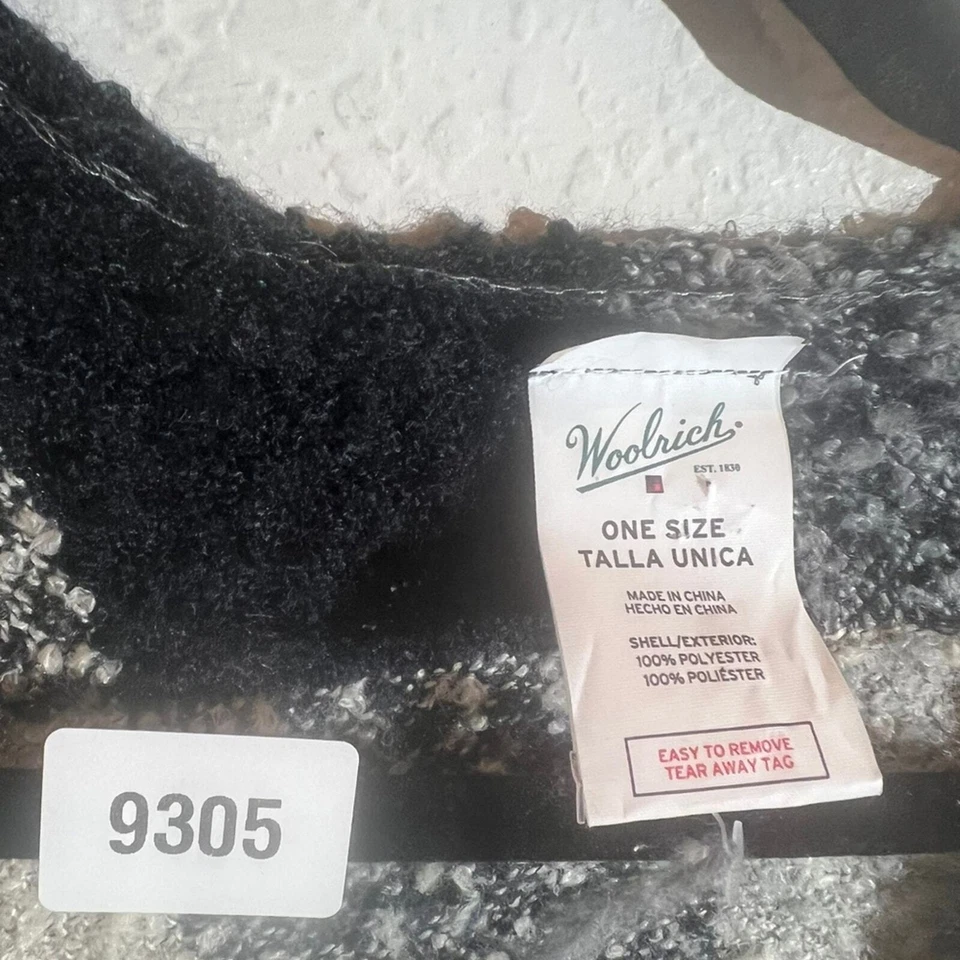 Woolrich®
EST. 1830
ONE SIZE
TALLA UNICA
MADE IN CHINA
HECHO EN CHINA
SHELL/EXTERIOR:
100% POLYESTER
100% POLIÉSTER
EASY TO REMOVE
TEAR AWAY TAG
9305